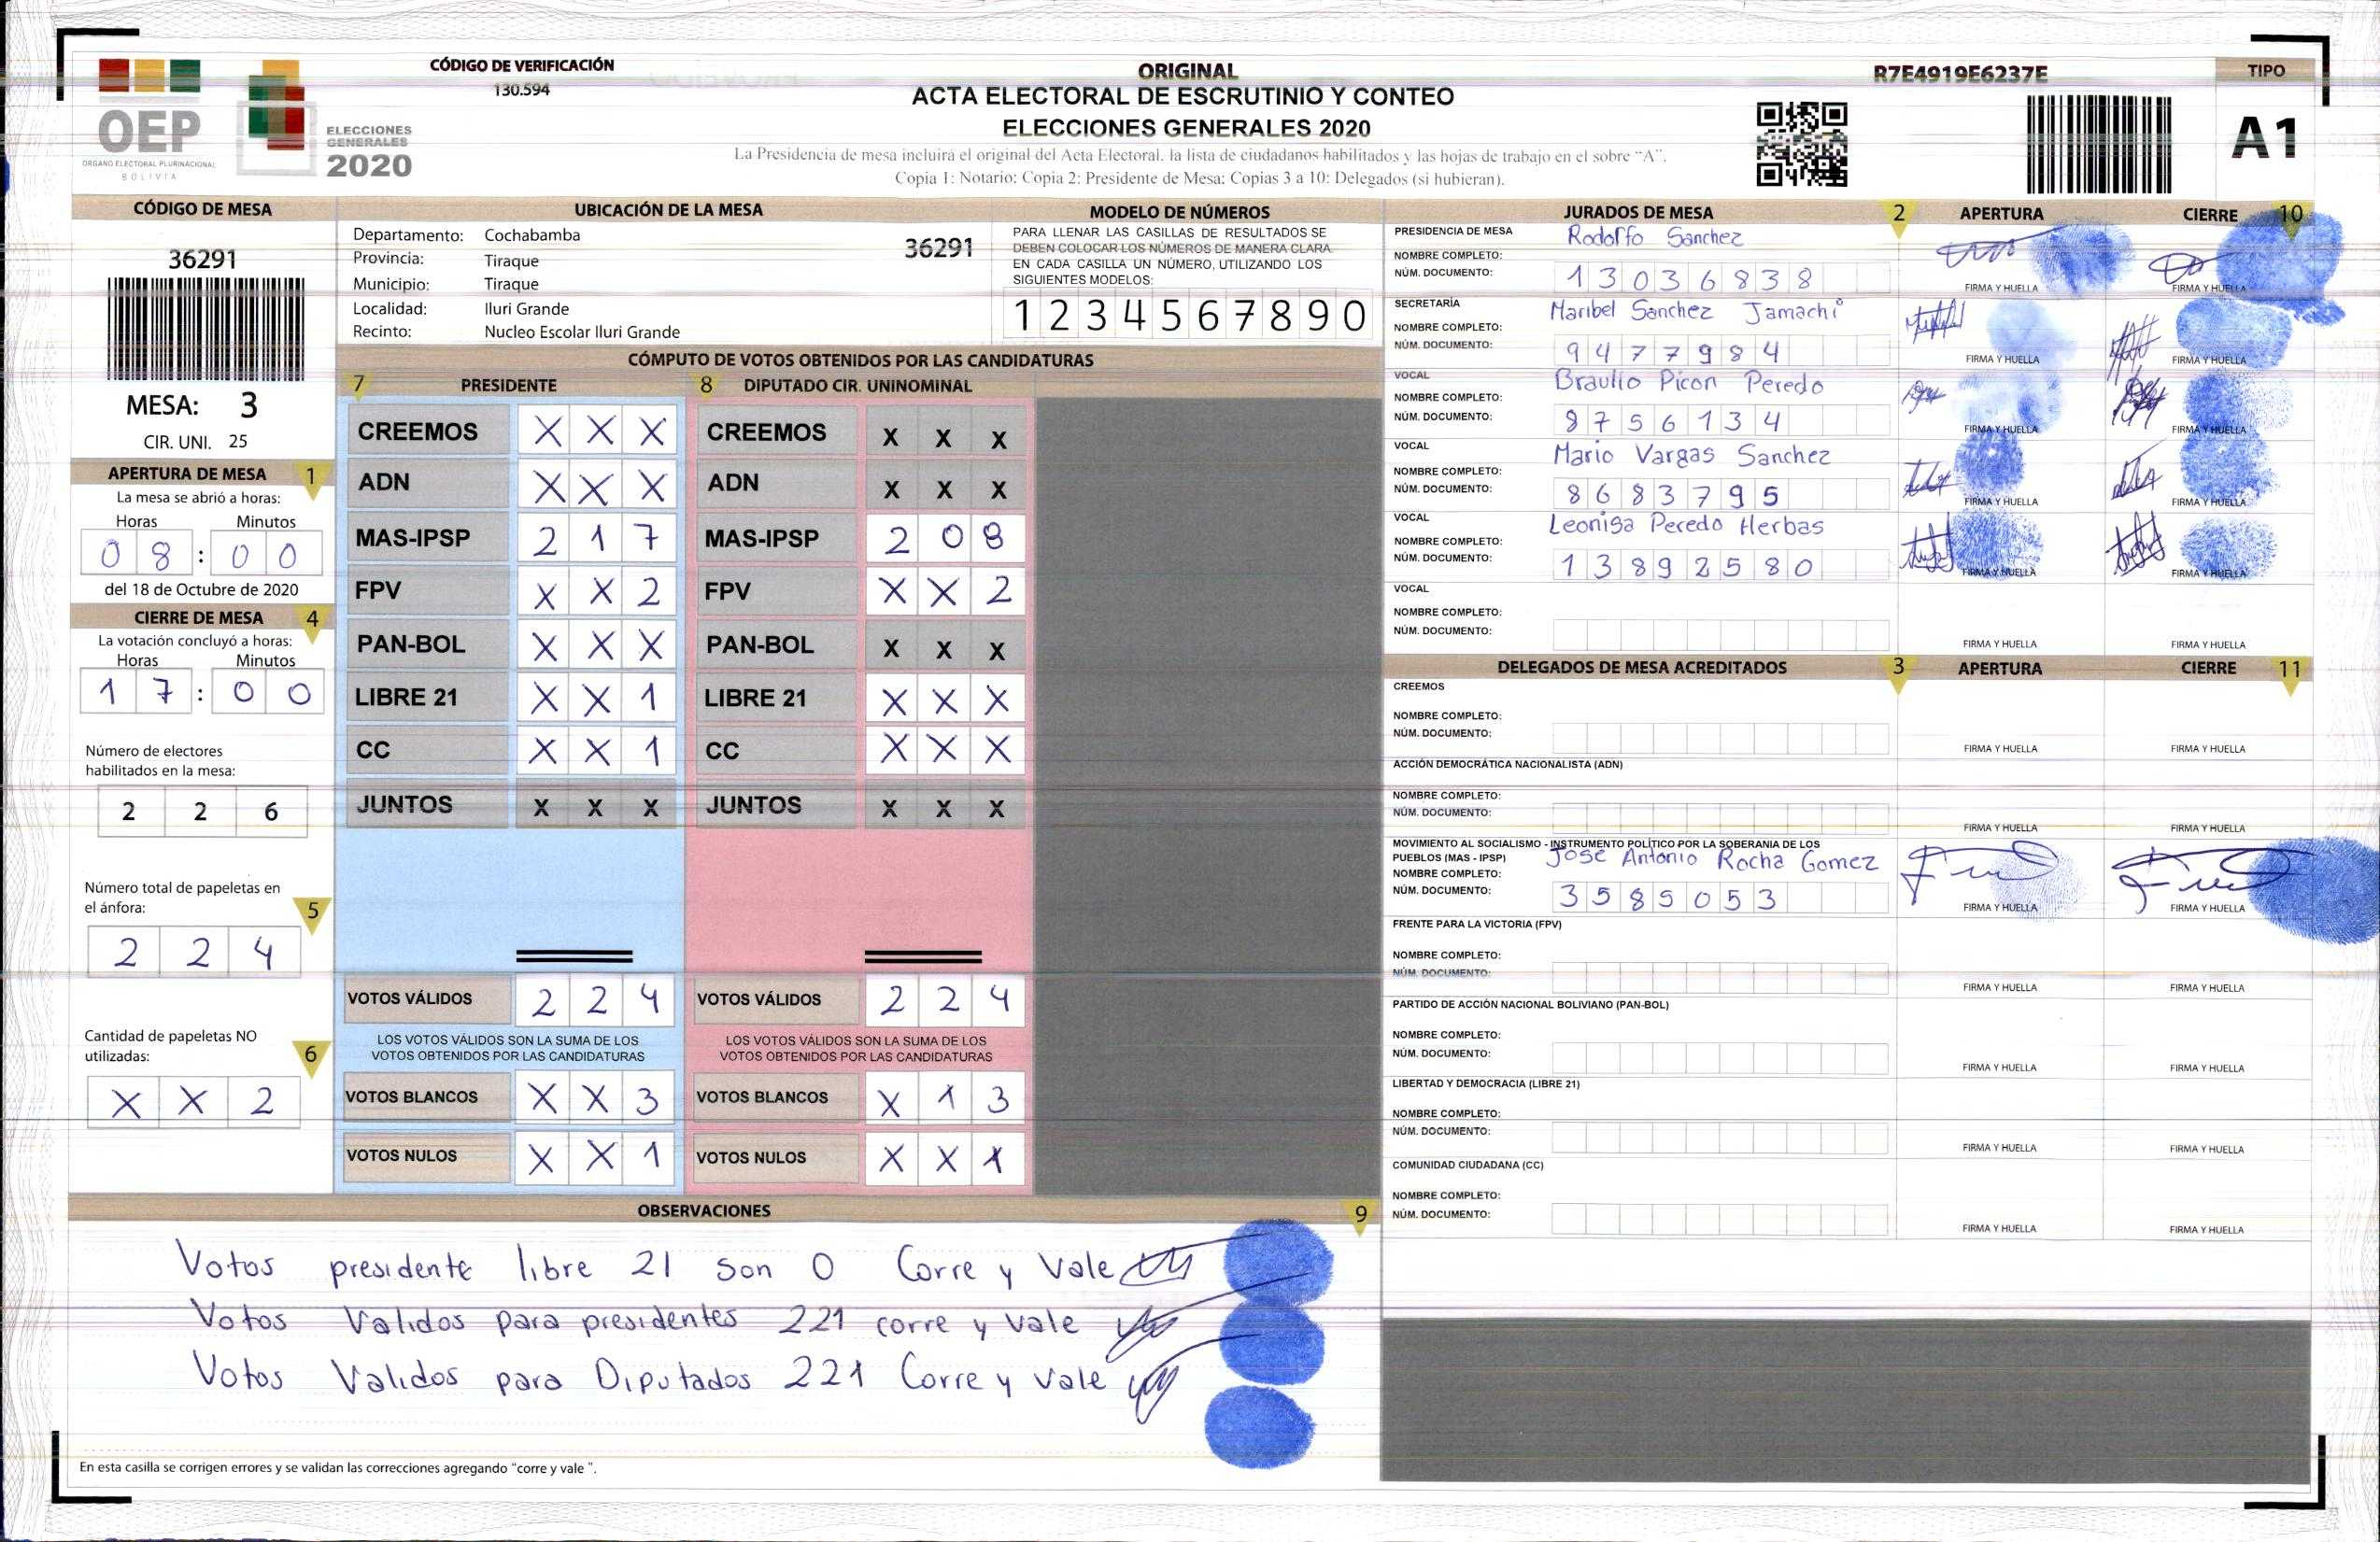 OEP
ÓRGANO ELECTORAL PLURINACIONAL
BOLIVIA
ELECCIONES
GENERALES
2020
CÓDIGO DE VERIFICACIÓN
130.594
ORIGINAL
ACTA ELECTORAL DE ESCRUTINIO Y CONTEO
ELECCIONES GENERALES 2020
La Presidencia de mesa incluirá el original del Acta Electoral, la lista de ciudadanos habilitados y las hojas de trabajo en el sobre "A".
Copia 1: Notario: Copia 2: Presidente de Mesa: Copias 3 a 10: Delegados (si hubieran).
R7E4919E6237E
TIPO
A1
CÓDIGO DE MESA
36291
MESA: 3
CIR. UNI. 25
APERTURA DE MESA 1
La mesa se abrió a horas:
Horas Minutos
0 8 : 0 0
del 18 de Octubre de 2020
CIERRE DE MESA 4
La votación concluyó a horas:
Horas Minutos
1 7 : 0 0
Número de electores
habilitados en la mesa:
2 2 6
Número total de papeletas en
el ánfora: 5
2 2 4
Cantidad de papeletas NO
utilizadas: 6
X X 2
UBICACIÓN DE LA MESA
Departamento: Cochabamba
36291
Provincia: Tiraque
Municipio: Tiraque
Localidad: Iluri Grande
Recinto: Nucleo Escolar Iluri Grande
MODELO DE NÚMEROS
PARA LLENAR LAS CASILLAS DE RESULTADOS SE
DEBEN COLOCAR LOS NÚMEROS DE MANERA CLARA.
EN CADA CASILLA UN NÚMERO, UTILIZANDO LOS
SIGUIENTES MODELOS:
1 2 3 4 5 6 7 8 9 0
CÓMPUTO DE VOTOS OBTENIDOS POR LAS CANDIDATURAS
7 PRESIDENTE 8 DIPUTADO CIR. UNINOMINAL
CREEMOS X X X CREEMOS X X X
ADN X X X ADN X X X
MAS-IPSP 2 1 7 MAS-IPSP 2 0 8
FPV X X 2 FPV X X 2
PAN-BOL X X X PAN-BOL X X X
LIBRE 21 X X 1 LIBRE 21 X X X
CC X X 1 CC X X X
JUNTOS X X X JUNTOS X X X
VOTOS VÁLIDOS 2 2 4 VOTOS VÁLIDOS 2 2 4
LOS VOTOS VÁLIDOS SON LA SUMA DE LOS LOS VOTOS VÁLIDOS SON LA SUMA DE LOS
VOTOS OBTENIDOS POR LAS CANDIDATURAS VOTOS OBTENIDOS POR LAS CANDIDATURAS
VOTOS BLANCOS X X 3 VOTOS BLANCOS X 1 3
VOTOS NULOS X X 1 VOTOS NULOS X X 1
OBSERVACIONES 9
Votos presidente libre 21 son 0 Corre y Vale
Votos Validos para presidentes 221 corre y vale
Votos Validos para Diputados 221 Corre y Vale
En esta casilla se corrigen errores y se validan las correcciones agregando "corre y vale ".
JURADOS DE MESA 2 APERTURA CIERRE 10
PRESIDENCIA DE MESA Rodolfo Sanchez
NOMBRE COMPLETO:
NÚM. DOCUMENTO: 1 3 0 3 6 8 3 8 FIRMA Y HUELLA FIRMA Y HUELLA
SECRETARÍA Maribel Sanchez Jamachi
NOMBRE COMPLETO:
NÚM. DOCUMENTO: 9 4 7 7 9 8 4 FIRMA Y HUELLA FIRMA Y HUELLA
VOCAL Braulio Picon Peredo
NOMBRE COMPLETO:
NÚM. DOCUMENTO: 8 7 5 6 1 3 4 FIRMA Y HUELLA FIRMA Y HUELLA
VOCAL Mario Vargas Sanchez
NOMBRE COMPLETO:
NÚM. DOCUMENTO: 8 6 8 3 7 9 5 FIRMA Y HUELLA FIRMA Y HUELLA
VOCAL Leonisa Peredo Herbas
NOMBRE COMPLETO:
NÚM. DOCUMENTO: 1 3 8 9 2 5 8 0 FIRMA Y HUELLA FIRMA Y HUELLA
VOCAL
NOMBRE COMPLETO:
NÚM. DOCUMENTO: FIRMA Y HUELLA FIRMA Y HUELLA
DELEGADOS DE MESA ACREDITADOS 3 APERTURA CIERRE 11
CREEMOS
NOMBRE COMPLETO:
NÚM. DOCUMENTO: FIRMA Y HUELLA FIRMA Y HUELLA
ACCIÓN DEMOCRÁTICA NACIONALISTA (ADN)
NOMBRE COMPLETO:
NÚM. DOCUMENTO: FIRMA Y HUELLA FIRMA Y HUELLA
MOVIMIENTO AL SOCIALISMO - INSTRUMENTO POLÍTICO POR LA SOBERANIA DE LOS
PUEBLOS (MAS - IPSP) Jose Antonio Rocha Gomez
NOMBRE COMPLETO:
NÚM. DOCUMENTO: 3 5 8 5 0 5 3 FIRMA Y HUELLA FIRMA Y HUELLA
FRENTE PARA LA VICTORIA (FPV)
NOMBRE COMPLETO:
NÚM. DOCUMENTO: FIRMA Y HUELLA FIRMA Y HUELLA
PARTIDO DE ACCIÓN NACIONAL BOLIVIANO (PAN-BOL)
NOMBRE COMPLETO:
NÚM. DOCUMENTO: FIRMA Y HUELLA FIRMA Y HUELLA
LIBERTAD Y DEMOCRACIA (LIBRE 21)
NOMBRE COMPLETO:
NÚM. DOCUMENTO: FIRMA Y HUELLA FIRMA Y HUELLA
COMUNIDAD CIUDADANA (CC)
NOMBRE COMPLETO:
NÚM. DOCUMENTO: FIRMA Y HUELLA FIRMA Y HUELLA